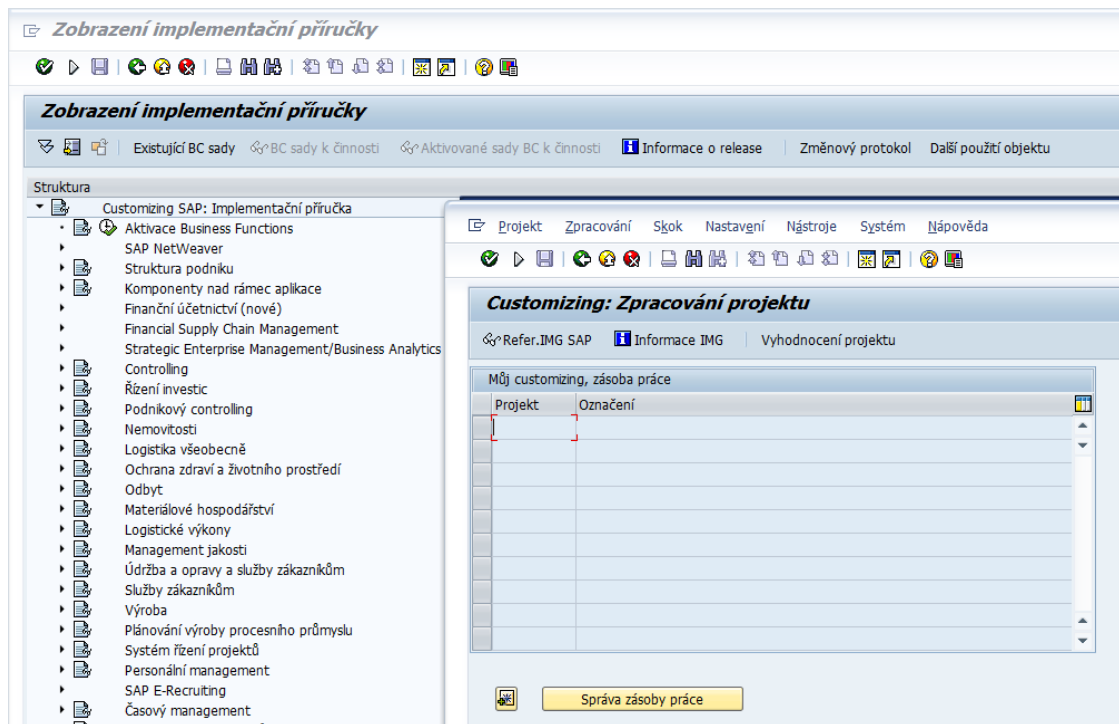 Zobrazení implementační příručky
Zobrazení implementační příručky
Existující BC sady BC sady k činnosti Aktivované sady BC k činnosti Informace o release Změnový protokol Další použití objektu
Struktura
Customizing SAP: Implementační příručka
Aktivace Business Functions
SAP NetWeaver
Struktura podniku
Komponenty nad rámec aplikace
Finanční účetnictví (nové)
Financial Supply Chain Management
Strategic Enterprise Management/Business Analytics
Controlling
Řízení investic
Podnikový controlling
Nemovitosti
Logistika všeobecně
Ochrana zdraví a životního prostředí
Odbyt
Materiálové hospodářství
Logistické výkony
Management jakosti
Údržba a opravy a služby zákazníkům
Služby zákazníkům
Výroba
Plánování výroby procesního průmyslu
Systém řízení projektů
Personální management
SAP E-Recruiting
Časový management
Projekt Zpracování Skok Nastavení Nástroje Systém Nápověda
Customizing: Zpracování projektu
Refer.IMG SAP Informace IMG Vyhodnocení projektu
Můj customizing, zásoba práce
Projekt Označení
Správa zásoby práce